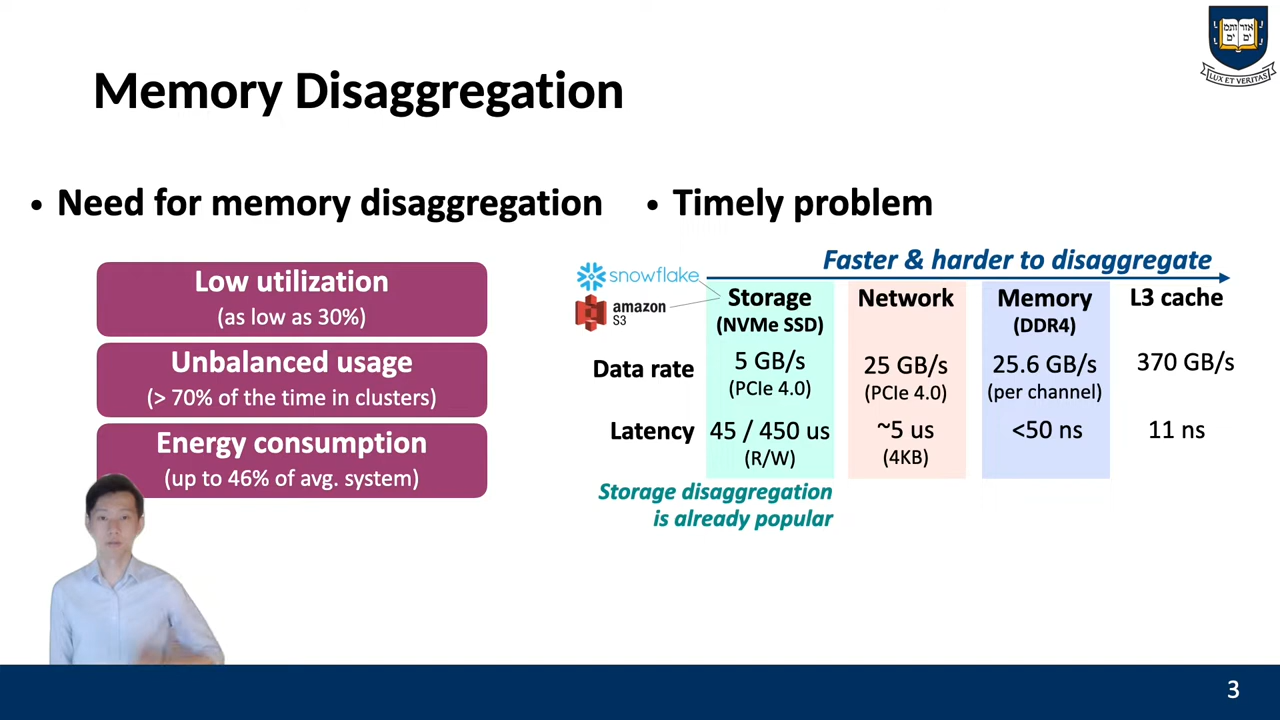 LUX ET VERITAS
Memory Disaggregation
• Need for memory disaggregation
Low utilization
(as low as 30%)
Unbalanced usage
(> 70% of the time in clusters)
Energy consumption
(up to 46% of avg. system)
• Timely problem
Faster & harder to disaggregate
snowflake
amazon
S3
Storage Network Memory L3 cache
(NVMe SSD) (DDR4)
Data rate 5 GB/s 25 GB/s 25.6 GB/s 370 GB/s
(PCIe 4.0) (PCIe 4.0) (per channel)
Latency 45 / 450 us ~5 us <50 ns 11 ns
(R/W) (4KB)
Storage disaggregation
is already popular
3